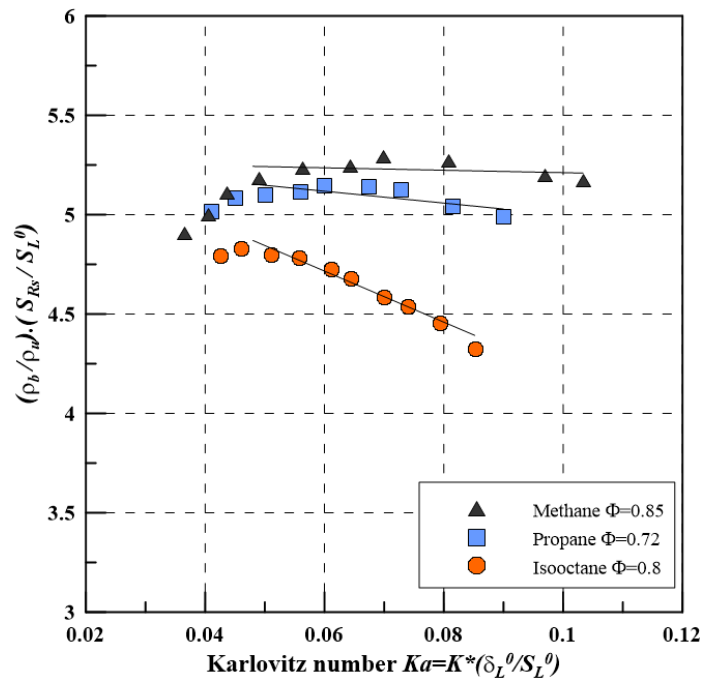 6
5.5
5
4.5
4
3.5
3
(ρb/ρu).(SRs/SL⁰)
Methane Φ=0.85
Propane Φ=0.72
Isooctane Φ=0.8
0.02 0.04 0.06 0.08 0.1 0.12
Karlovitz number Ka=K*(δL⁰/SL⁰)